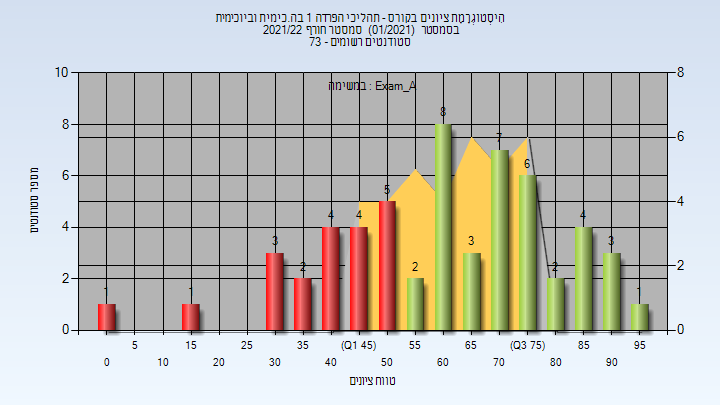 הִיסְטוֹגְרָמַת ציונים בקורס - תהליכי הפרדה 1 בה.כימית וביוכימית
בסמסטר (01/2021) סמסטר חורף 2021/22
סטודנטים רשומים - 73
במשימה : Exam_A
10 8 6 4 2 0
מספר סטודנטים
8 6 4 2 0
1 1 3 2 4 4 5 2 8 3 7 6 2 4 3 1
5 15 25 35 (Q1 45) 55 65 (Q3 75) 85 95
0 10 20 30 40 50 60 70 80 90
טווח ציונים